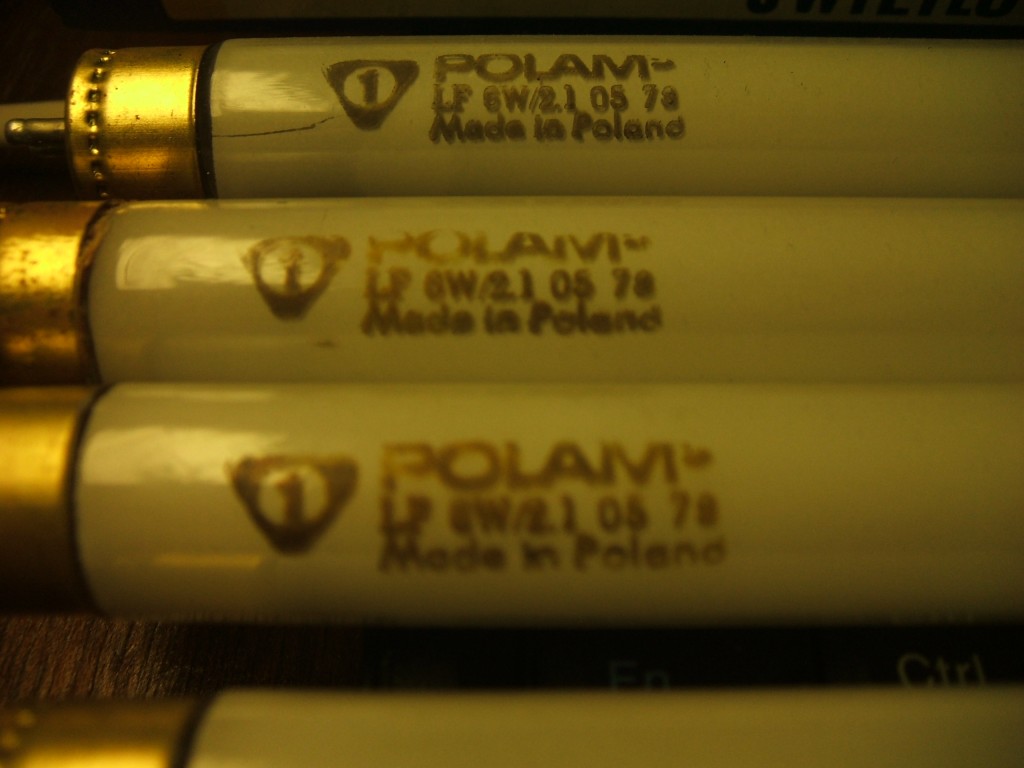 1
POLAM
LF 6W/2.1 05 78
Made in Poland
1
POLAM
LF 6W/2.1 05 78
Made in Poland
1
POLAM
LF 6W/2.1 05 78
Made in Poland
Fn Ctrl